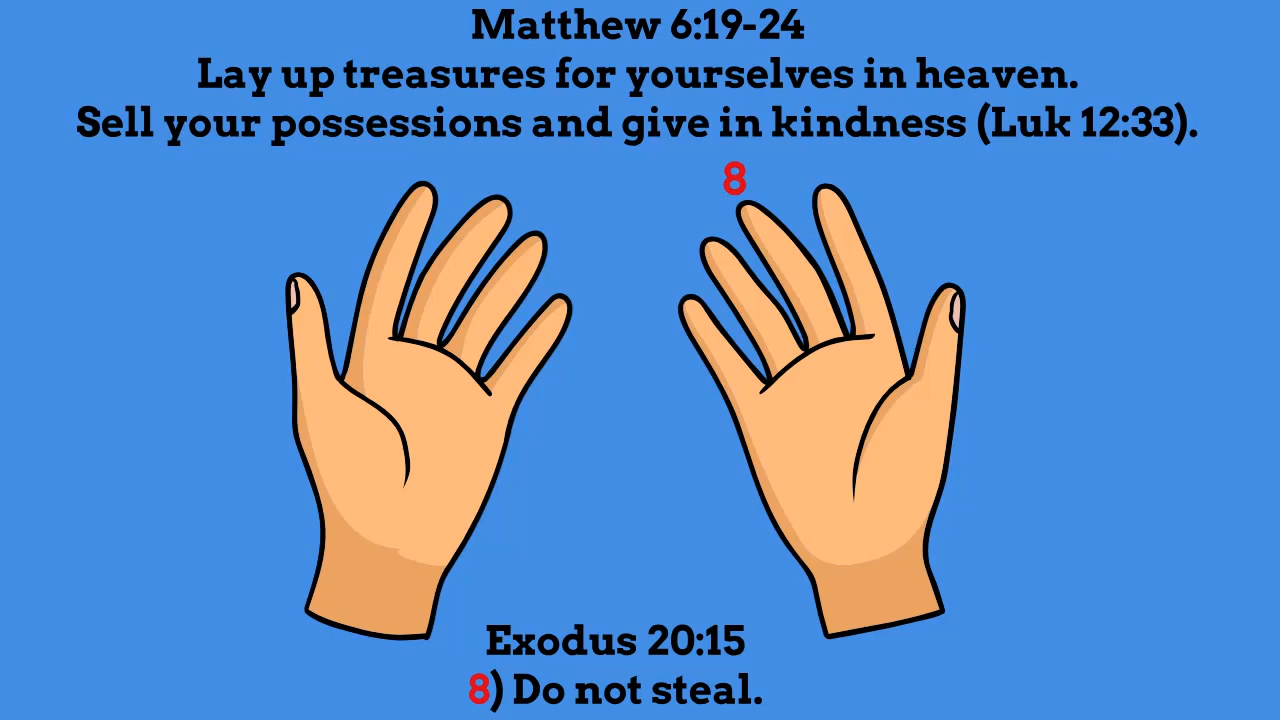 Matthew 6:19-24
Lay up treasures for yourselves in heaven.
Sell your possessions and give in kindness (Luk 12:33).
8
Exodus 20:15
8) Do not steal.